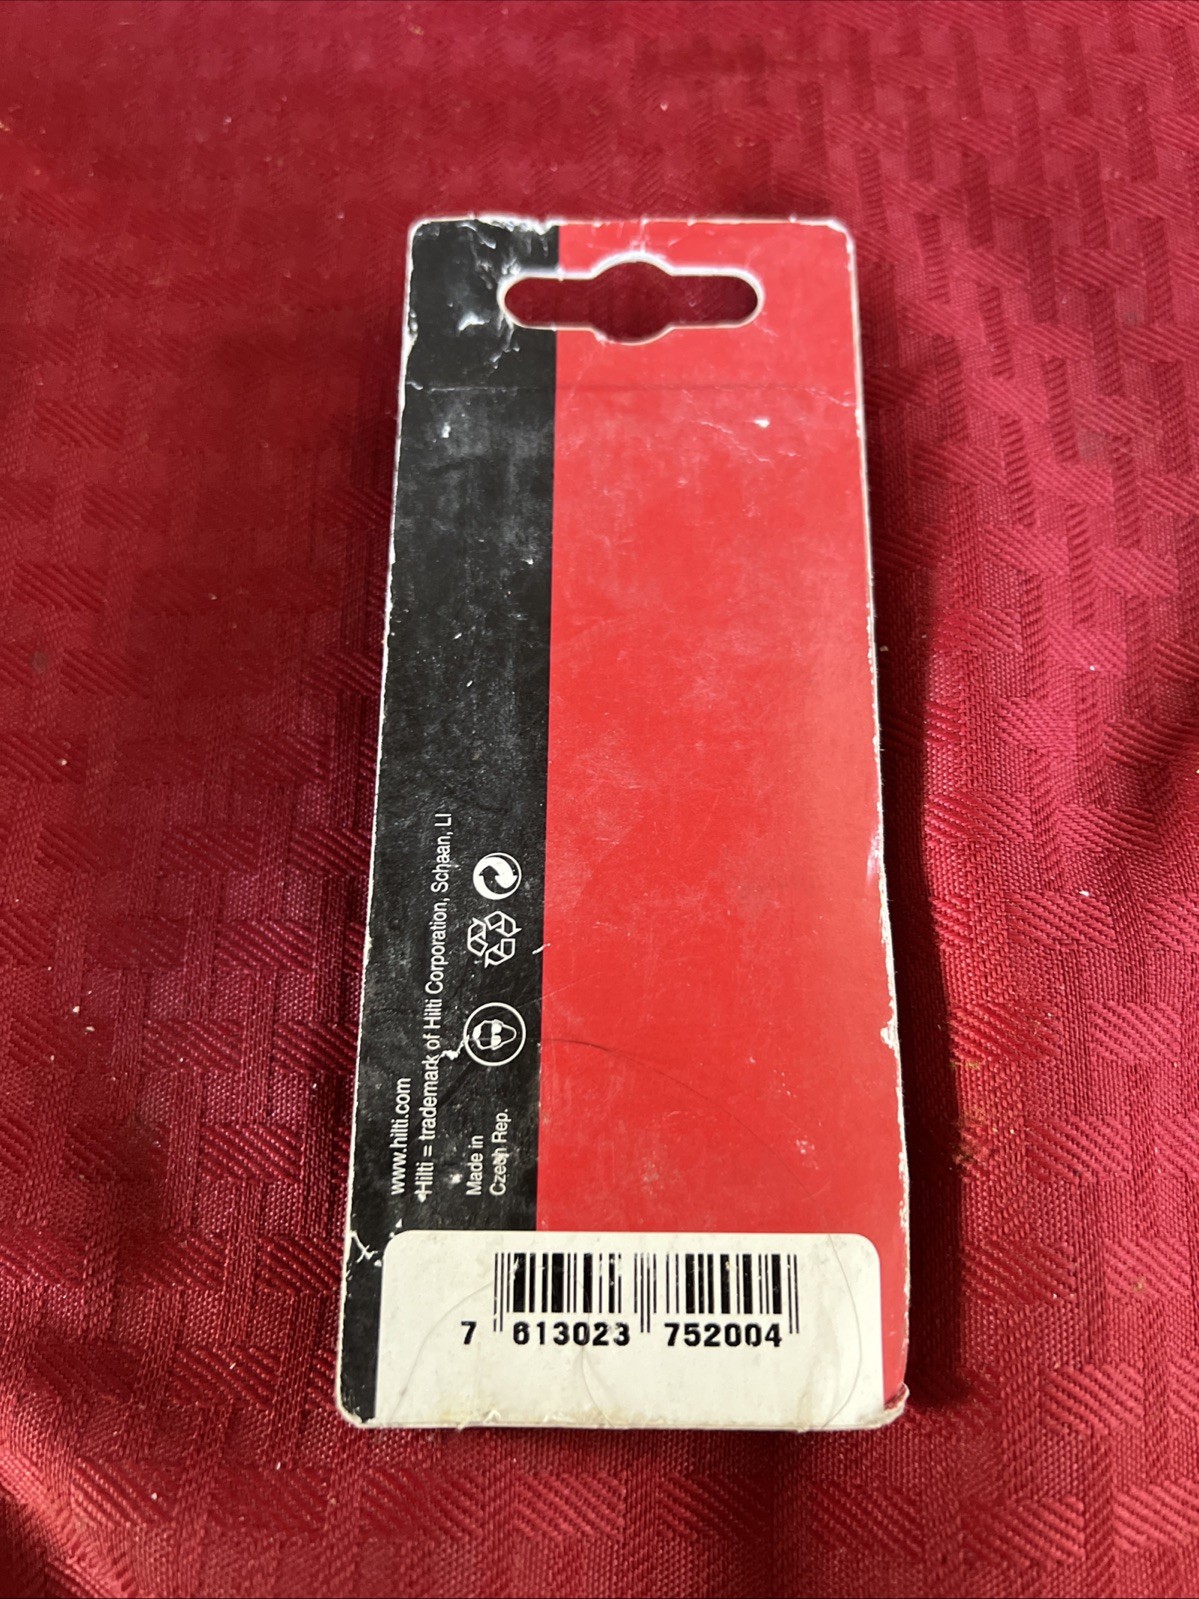 www.hilti.com
Hilti = trademark of Hilti Corporation, Schaan, LI
Made in
Czech Rep.
7 613023 752004